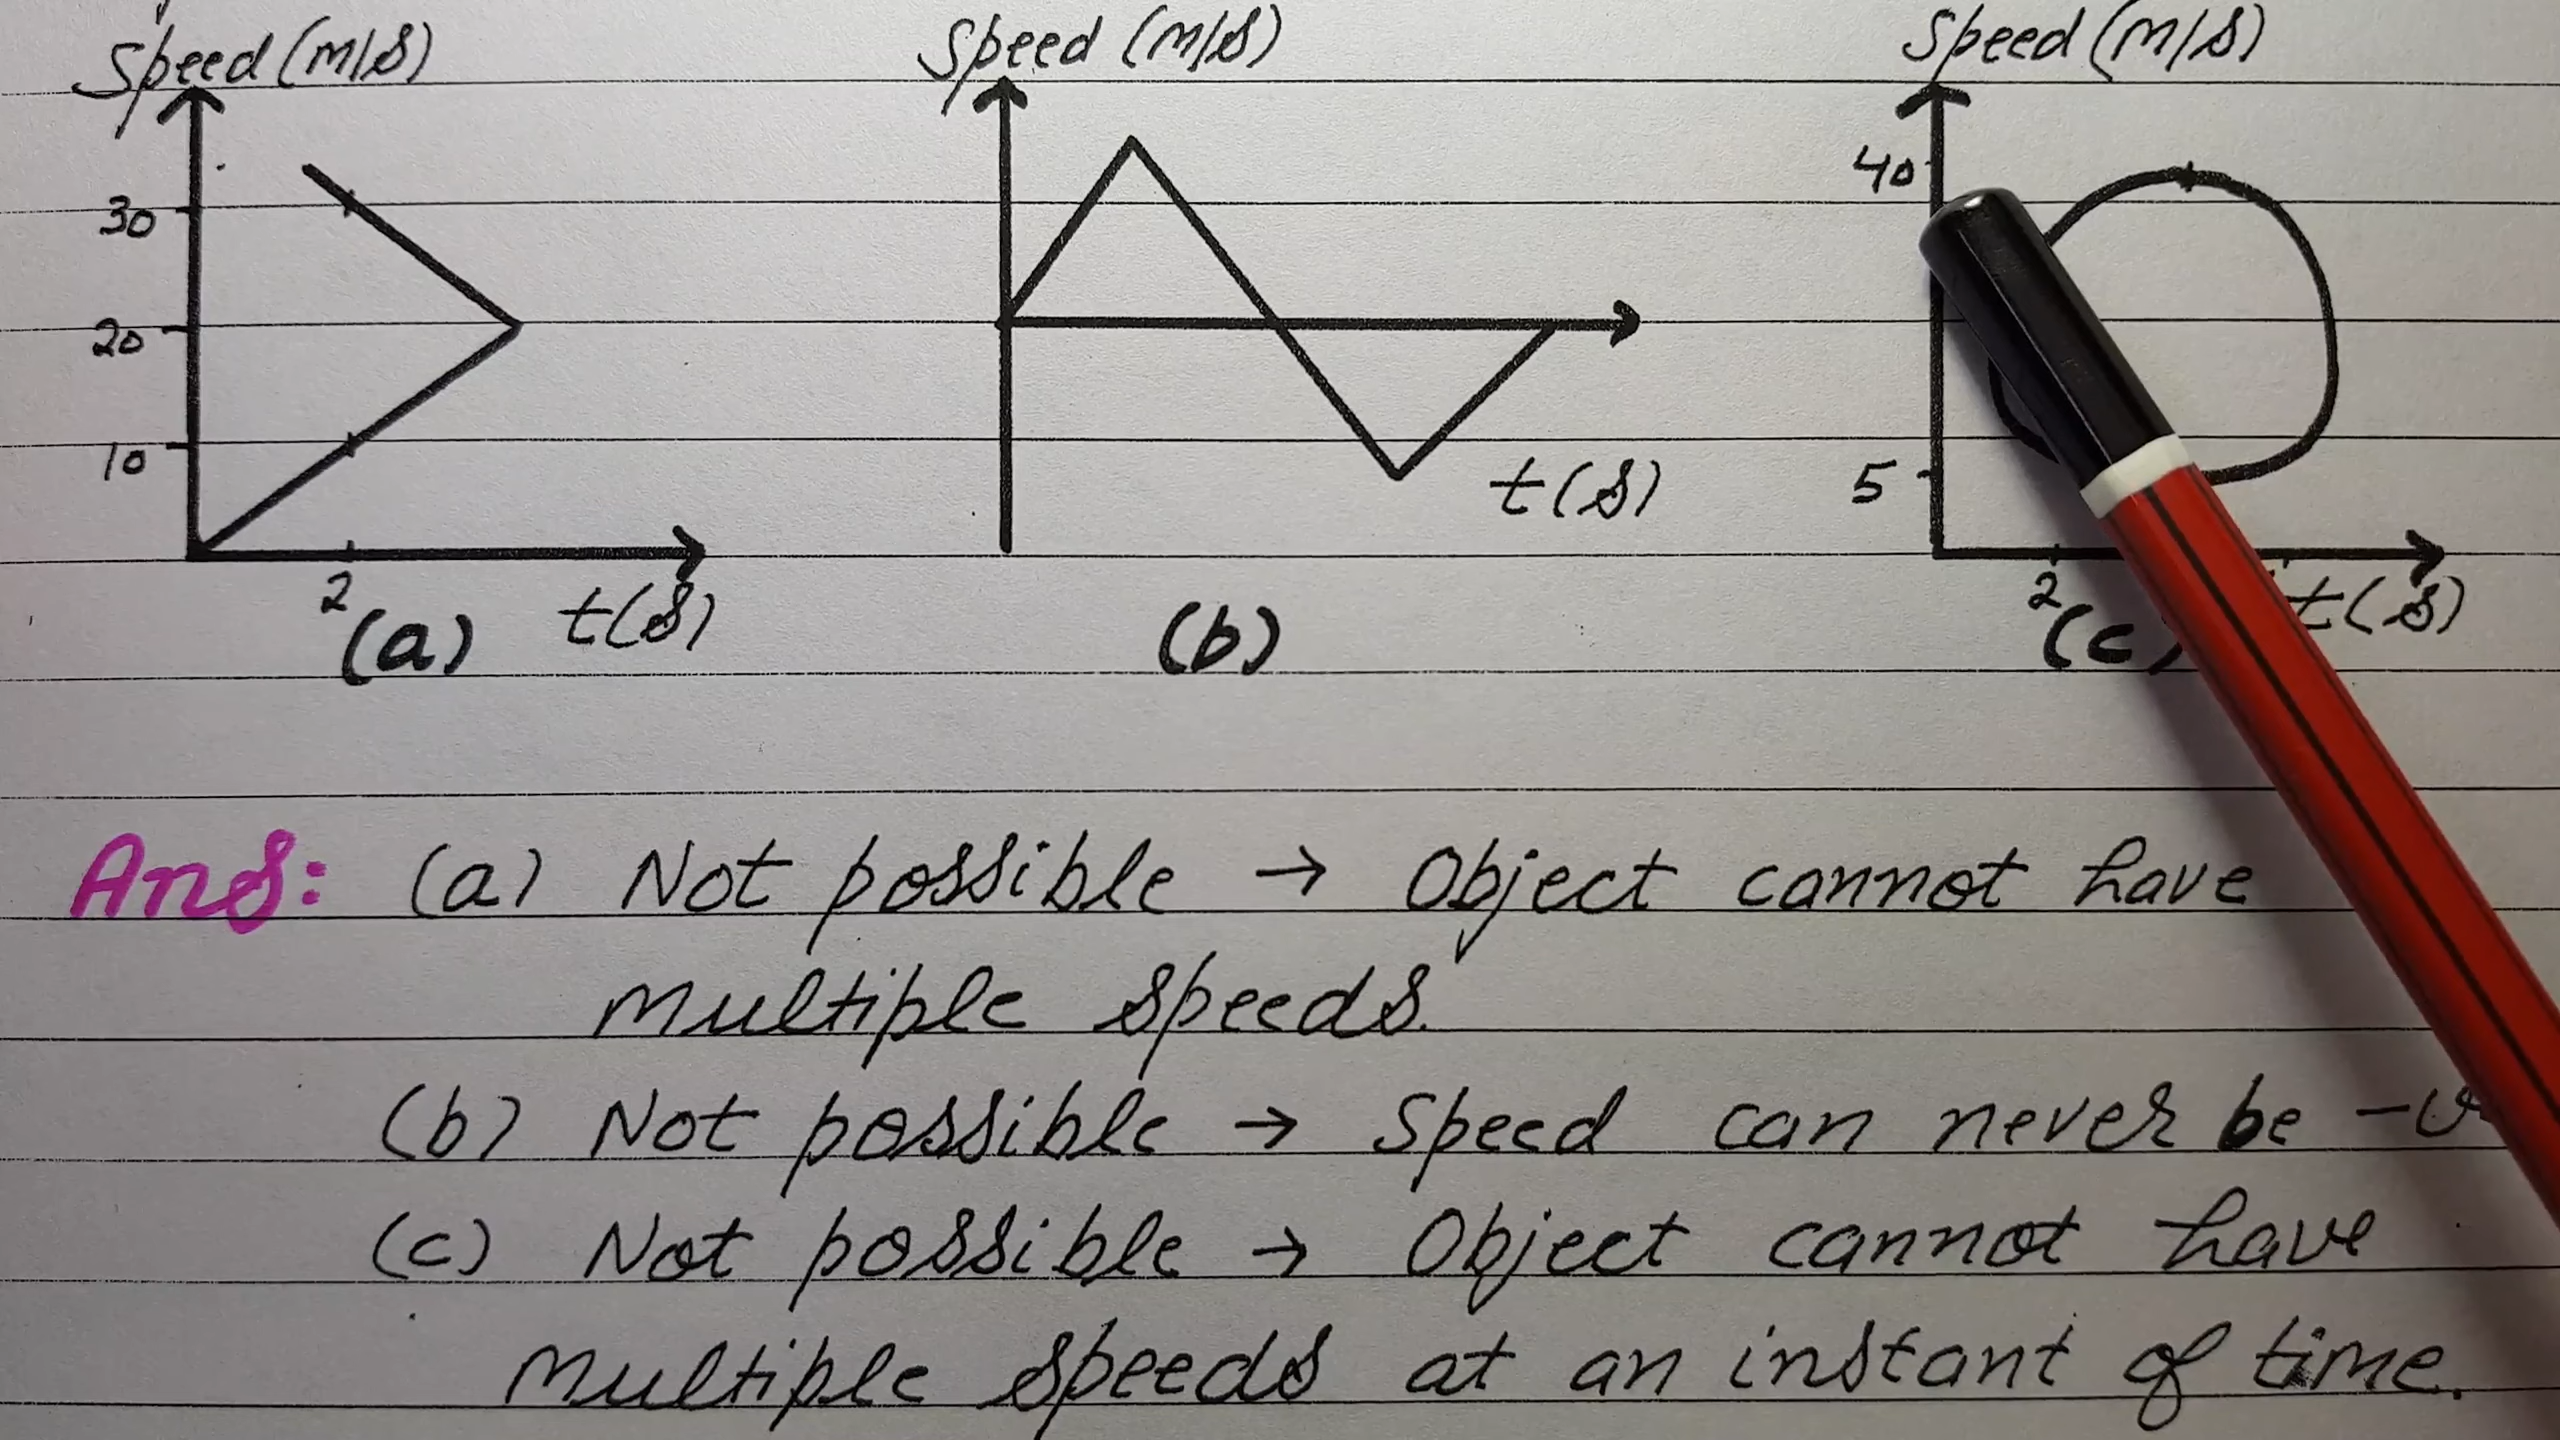 Speed (m/s) Speed (m/s) Speed (m/s)
40
30
20
10
5
t(s)
2 t(s) 2 t(s)
(a) (b) (c)
Ans: (a) Not possible → Object cannot have
multiple speeds.
(b) Not possible → Speed can never be
(c) Not possible → Object cannot have
multiple speeds at an instant of time.